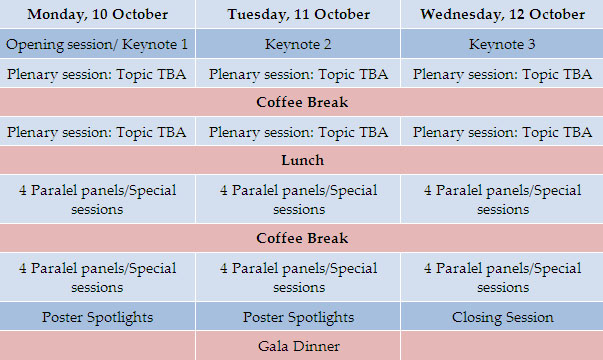 Monday, 10 October Tuesday, 11 October Wednesday, 12 October
Opening session/ Keynote 1 Keynote 2 Keynote 3
Plenary session: Topic TBA Plenary session: Topic TBA Plenary session: Topic TBA
Coffee Break
Plenary session: Topic TBA Plenary session: Topic TBA Plenary session: Topic TBA
Lunch
4 Paralel panels/Special 4 Paralel panels/Special 4 Paralel panels/Special
sessions sessions sessions
Coffee Break
4 Paralel panels/Special 4 Paralel panels/Special 4 Paralel panels/Special
sessions sessions sessions
Poster Spotlights Poster Spotlights Closing Session
Gala Dinner